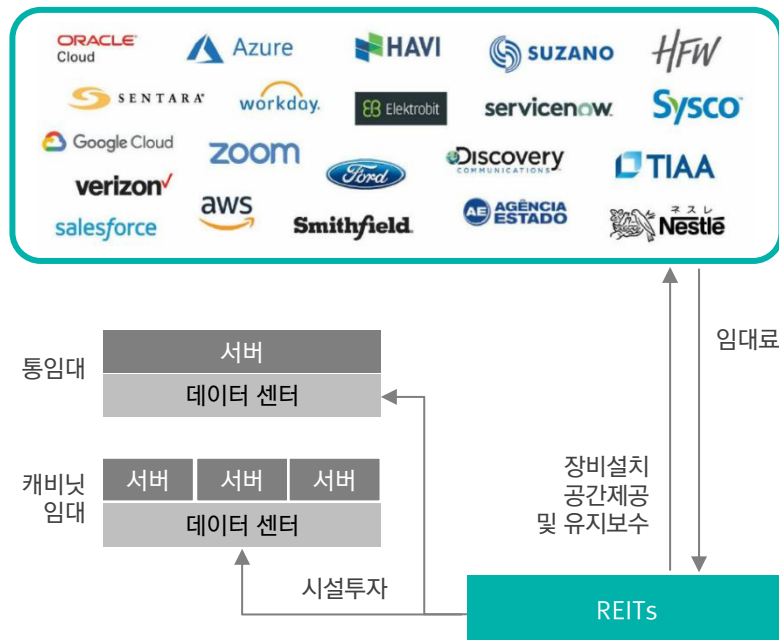 ORACLE
Cloud
Azure
HAVI
SUZANO
HFW
SENTARA
workday.
EB Elektrobit
servicenow
Sysco
Google Cloud
zoom
Ford
Discovery
COMMUNICATIONS
TIAA
verizon
salesforce
aws
Smithfield
AE AGÊNCIA
ESTADO
ネスレ
Nestlé
통임대
서버
데이터 센터
임대료
캐비닛
임대
서버 서버 서버
데이터 센터
장비설치
공간제공
및 유지보수
시설투자
REITs